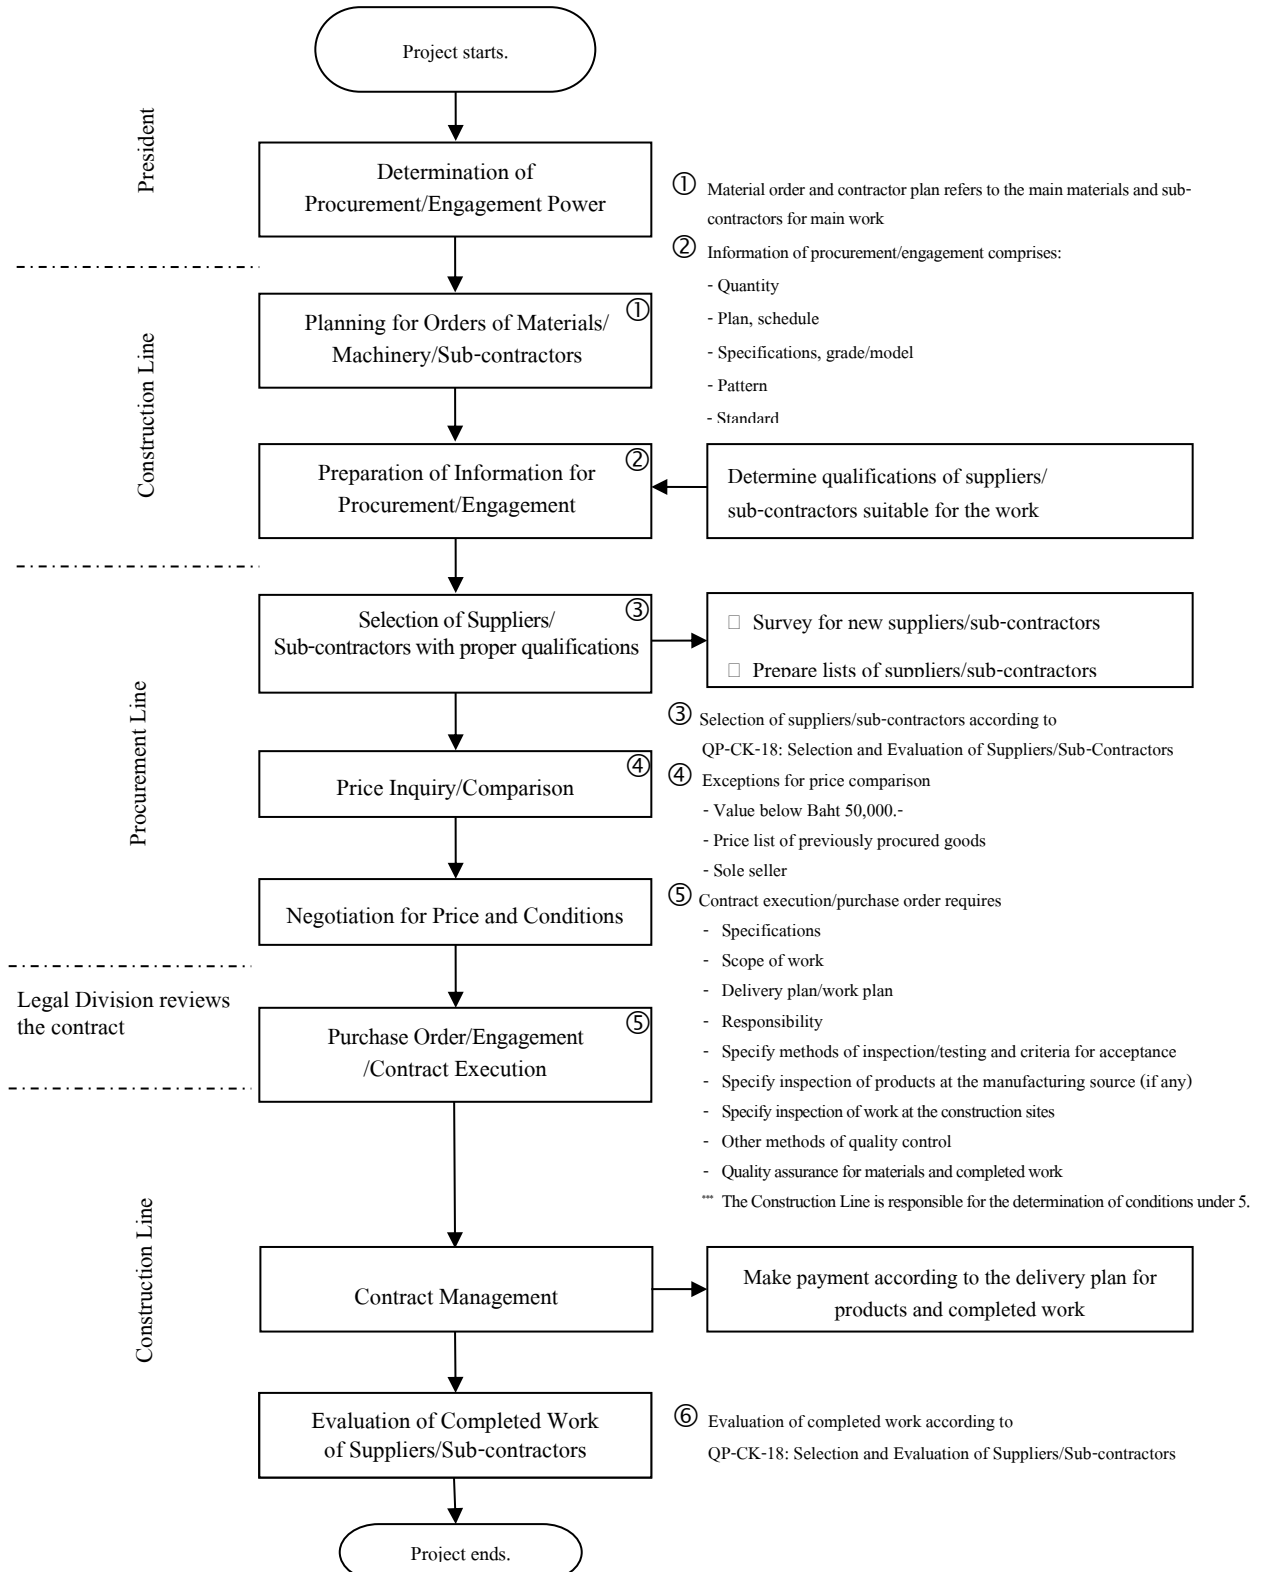 Project starts.
President
Determination of
Procurement/Engagement Power
① Material order and contractor plan refers to the main materials and sub-
contractors for main work
② Information of procurement/engagement comprises:
- Quantity
- Plan, schedule
- Specifications, grade/model
- Pattern
- Standard
Construction Line
Planning for Orders of Materials/ ①
Machinery/Sub-contractors
Preparation of Information for ②
Procurement/Engagement
Determine qualifications of suppliers/
sub-contractors suitable for the work
Procurement Line
Selection of Suppliers/ ③
Sub-contractors with proper qualifications
□ Survey for new suppliers/sub-contractors
□ Prepare lists of suppliers/sub-contractors
③ Selection of suppliers/sub-contractors according to
QP-CK-18: Selection and Evaluation of Suppliers/Sub-Contractors
Price Inquiry/Comparison ④
④ Exceptions for price comparison
- Value below Baht 50,000.-
- Price list of previously procured goods
- Sole seller
Negotiation for Price and Conditions
⑤ Contract execution/purchase order requires
- Specifications
- Scope of work
- Delivery plan/work plan
- Responsibility
- Specify methods of inspection/testing and criteria for acceptance
- Specify inspection of products at the manufacturing source (if any)
- Specify inspection of work at the construction sites
- Other methods of quality control
- Quality assurance for materials and completed work
*** The Construction Line is responsible for the determination of conditions under 5.
Legal Division reviews
the contract
Purchase Order/Engagement ⑤
/Contract Execution
Construction Line
Contract Management
Make payment according to the delivery plan for
products and completed work
Evaluation of Completed Work
of Suppliers/Sub-contractors
⑥ Evaluation of completed work according to
QP-CK-18: Selection and Evaluation of Suppliers/Sub-contractors
Project ends.